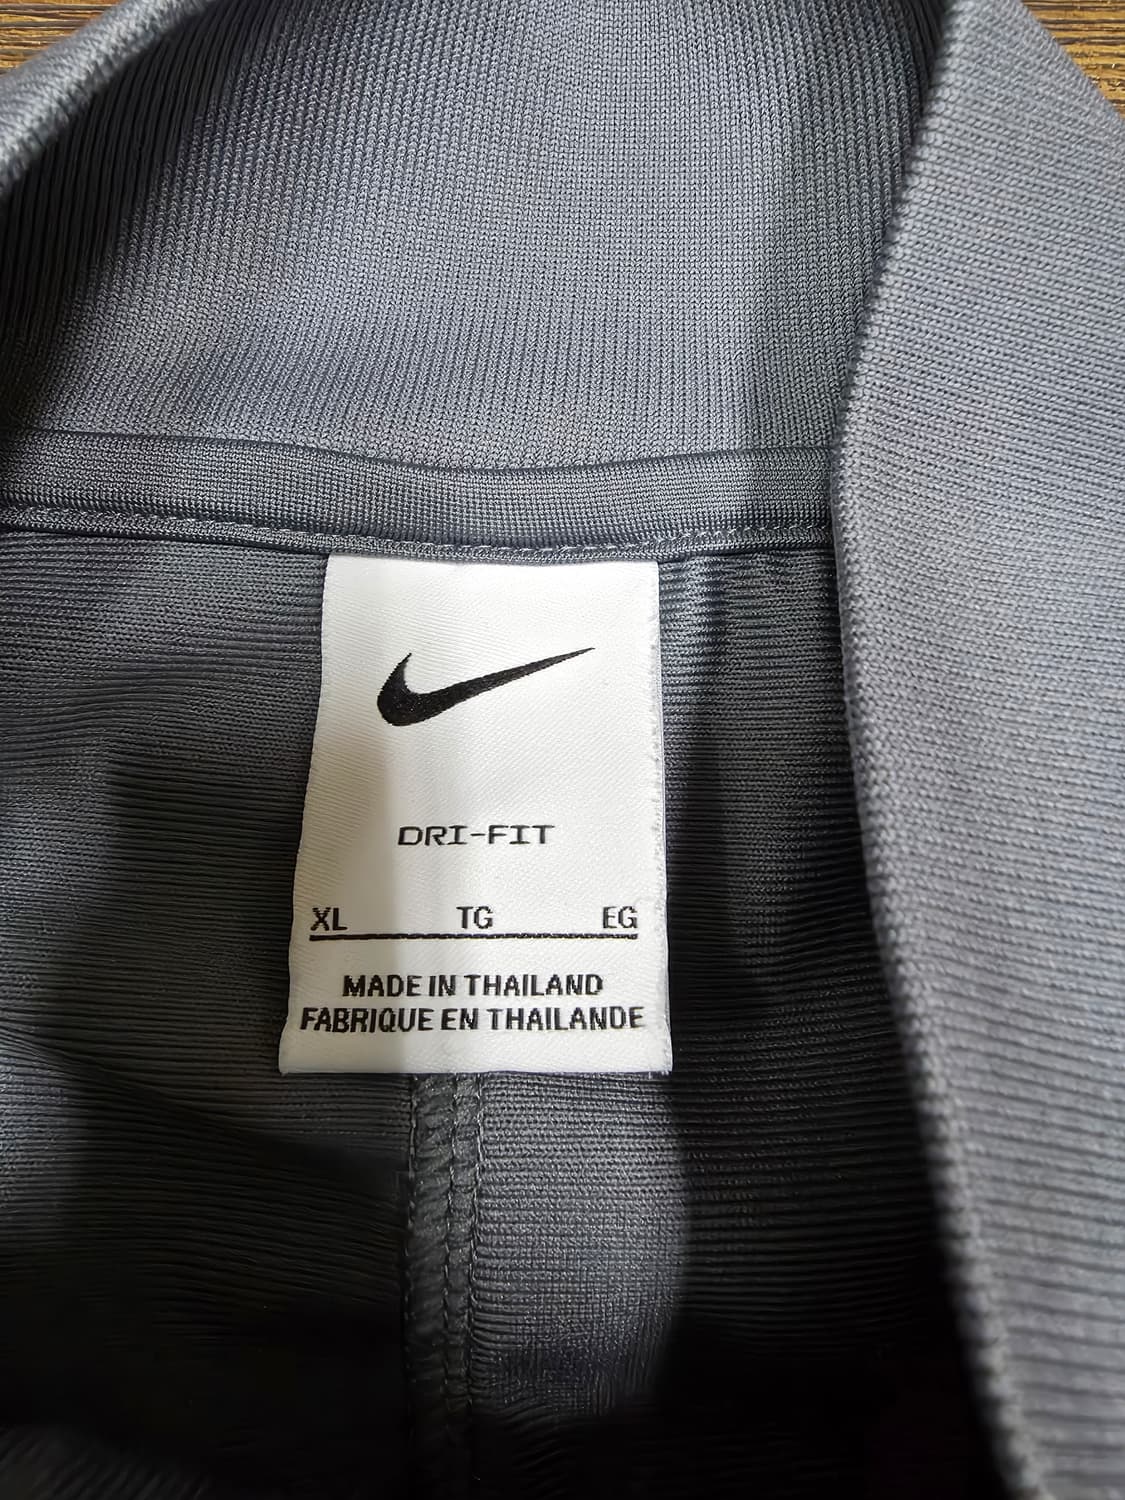 DRI-FIT
XL TG EG
MADE IN THAILAND
FABRIQUE EN THAILANDE